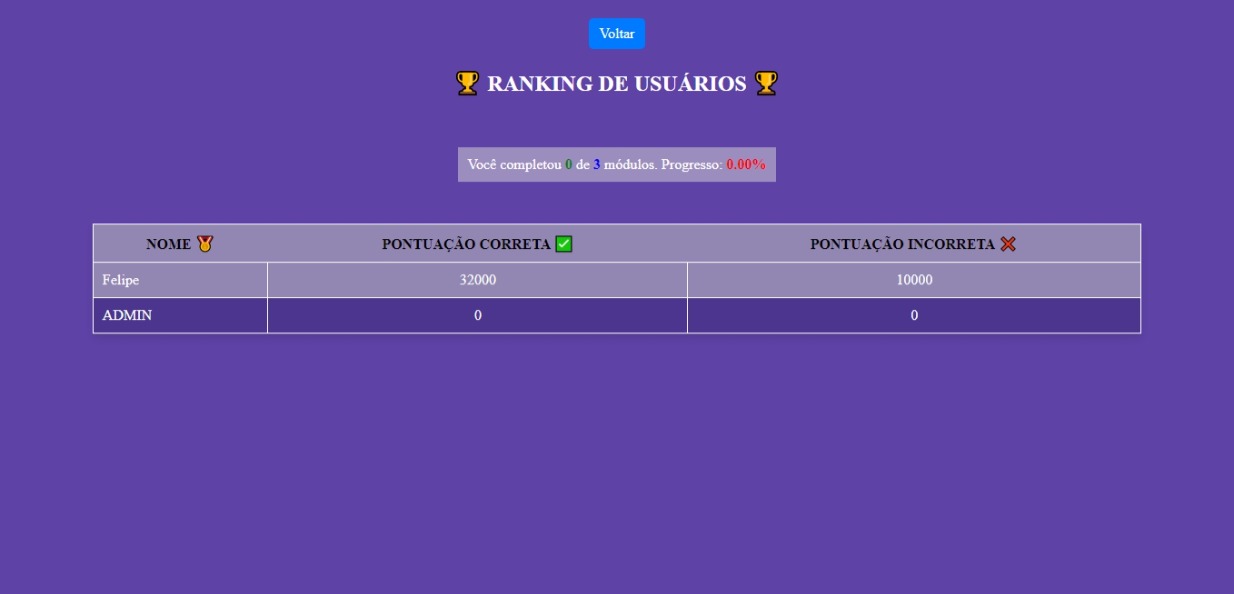 Voltar
🏆 RANKING DE USUÁRIOS 🏆
Você completou 0 de 3 módulos. Progresso: 0.00%
NOME 🏅 PONTUAÇÃO CORRETA ✅ PONTUAÇÃO INCORRETA ❌
Felipe 32000 10000
ADMIN 0 0